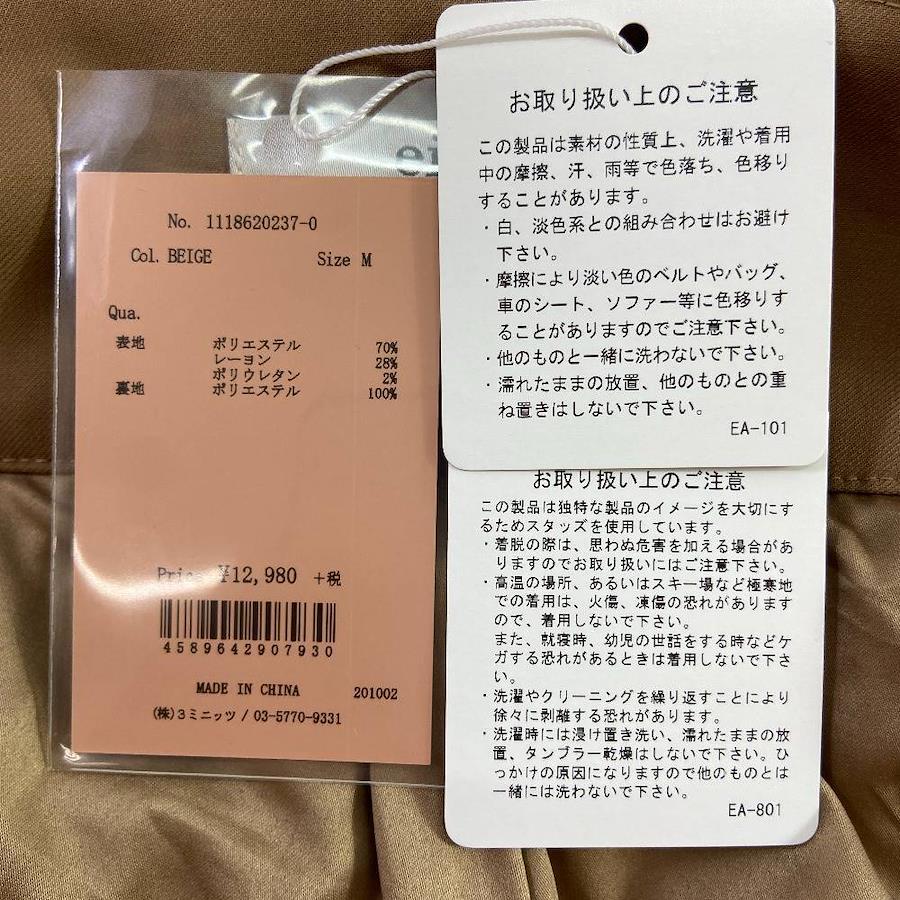 No. 1118620237-0
Col. BEIGE Size M
Qua.
表地 ポリエステル 70%
レーヨン 28%
ポリウレタン 2%
裏地 ポリエステル 100%
Price ¥12,980 +税
4589642907930
MADE IN CHINA 201002
(株)3ミニッツ / 03-5770-9331
お取り扱い上のご注意
この製品は素材の性質上、洗濯や着用
中の摩擦、汗、雨等で色落ち、色移り
することがあります。
・白、淡色系との組み合わせはお避け
下さい。
・摩擦により淡い色のベルトやバッグ、
車のシート、ソファー等に色移りす
ることがありますのでご注意下さい。
・他のものと一緒に洗わないで下さい。
・濡れたままの放置、他のものとの重
ね置きはしないで下さい。
EA-101
お取り扱い上のご注意
この製品は独特な製品のイメージを大切にす
るためスタッズを使用しています。
・着脱の際は、思わぬ危害を加える場合があ
りますのでお取り扱いにはご注意下さい。
・高温の場所、あるいはスキー場など極寒地
での着用は、火傷、凍傷の恐れがあります
ので、着用しないで下さい。
また、就寝時、幼児の世話をする時などケ
ガする恐れがあるときは着用しないで下さ
い。
・洗濯やクリーニングを繰り返すことにより
徐々に剥離する恐れがあります。
・洗濯時には浸け置き洗い、濡れたままの放
置、タンブラー乾燥はしないで下さい。ひ
っかけの原因になりますので他のものとは
一緒には洗わないで下さい。
EA-801